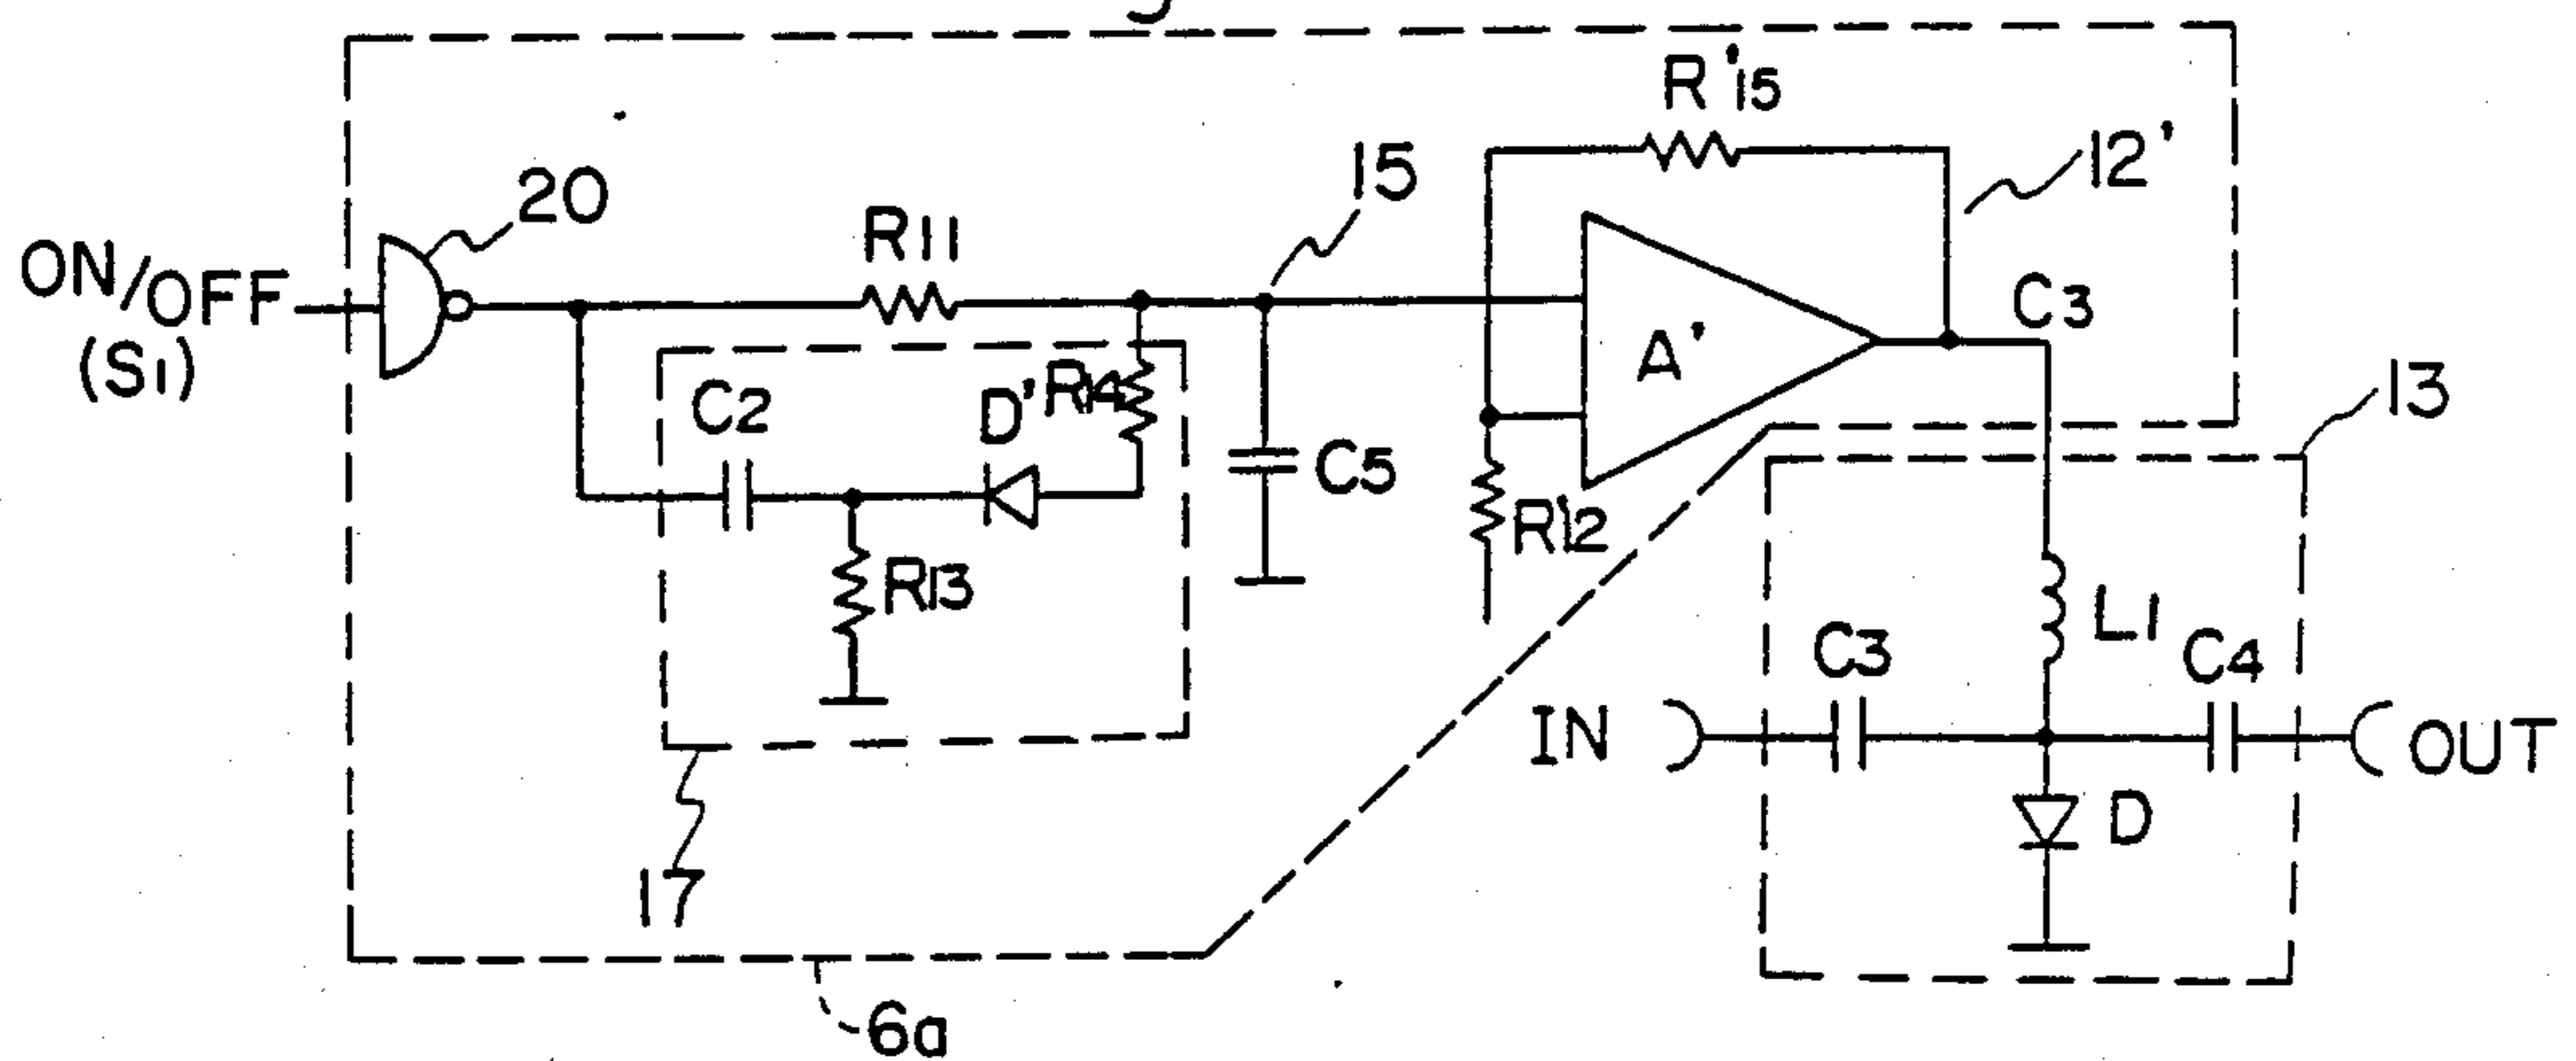 R'15
12'
15
20
R11
ON/OFF
(S1)
C3
A'
13
C2
D'
R14
C5
R'12
R13
L1
C3
C4
IN
OUT
D
17
6a